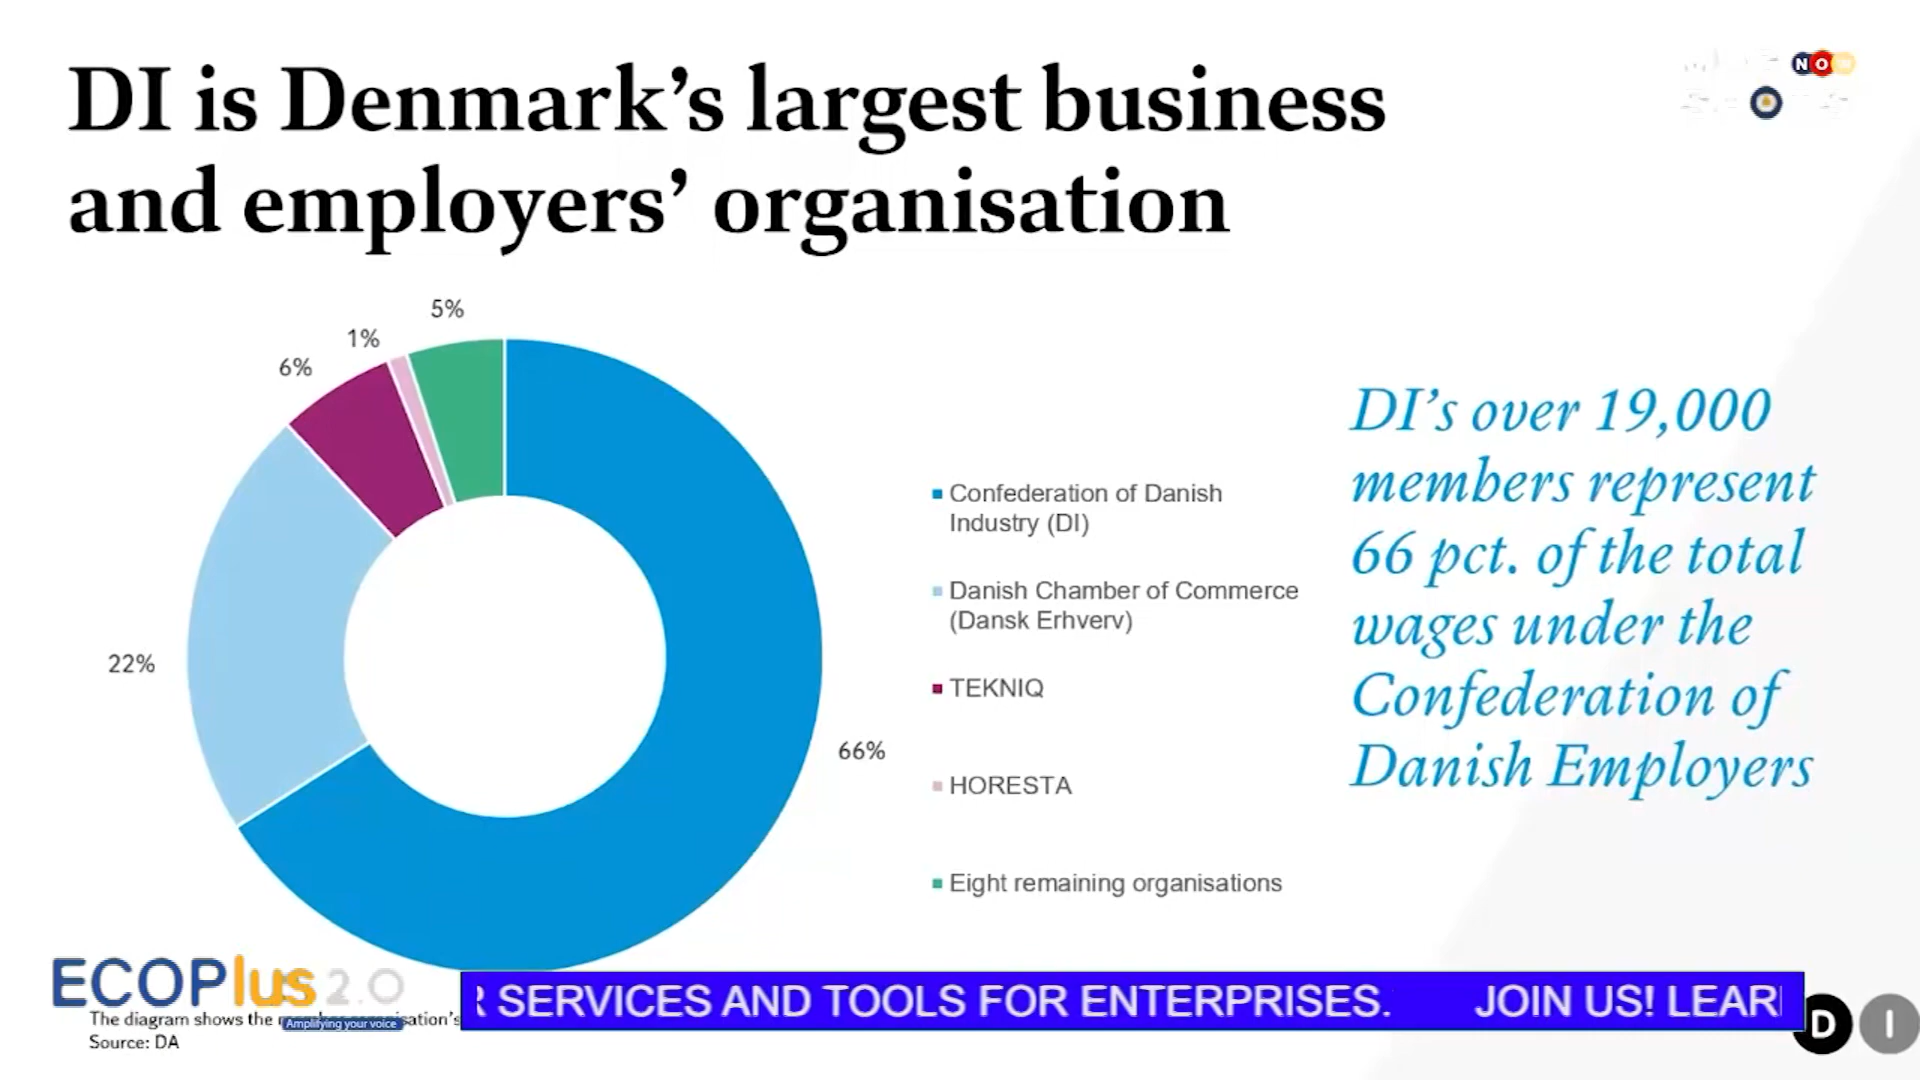 DI is Denmark’s largest business
and employers’ organisation
NOW
5%
1%
6%
22%
66%
Confederation of Danish
Industry (DI)
Danish Chamber of Commerce
(Dansk Erhverv)
TEKNIQ
HORESTA
Eight remaining organisations
DI’s over 19,000
members represent
66 pct. of the total
wages under the
Confederation of
Danish Employers
ECOPlus 2.0
Amplifying your voice
The diagram shows the
Source: DA
SERVICES AND TOOLS FOR ENTERPRISES. JOIN US! LEAR
D I